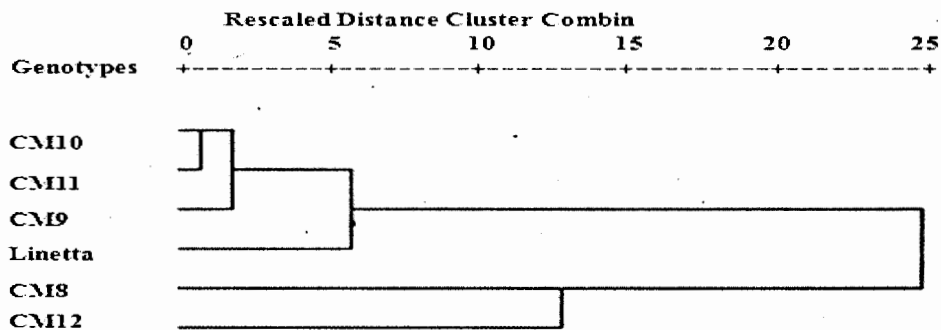 Rescaled Distance Cluster Combin
0 5 10 15 20 25
Genotypes
CM10
CM11
CM9
Linetta
CM8
CM12